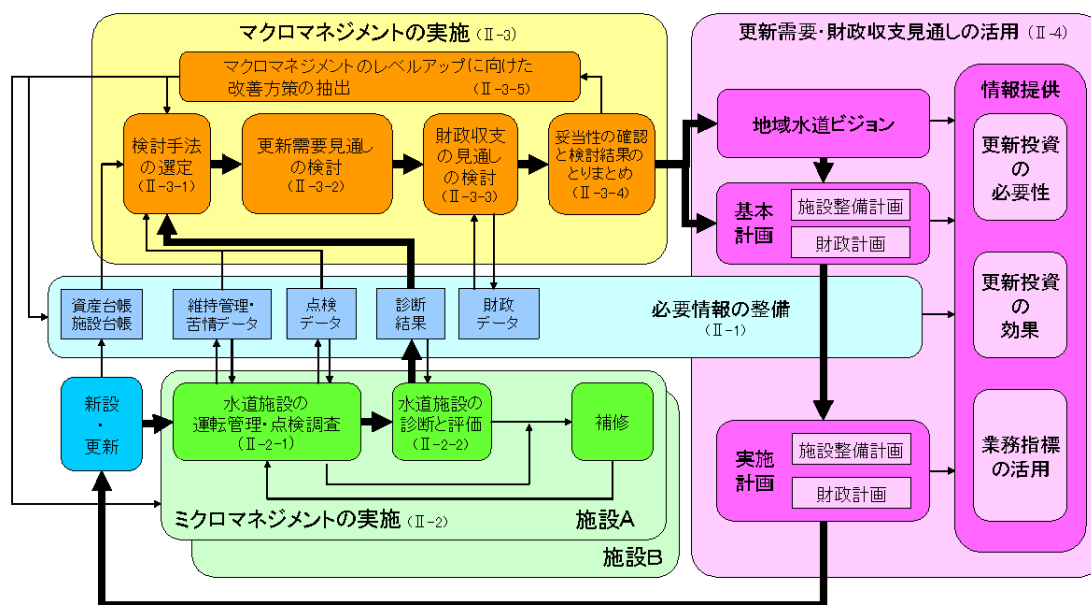 マクロマネジメントの実施 (Ⅱ-3)
マクロマネジメントのレベルアップに向けた
改善方策の抽出 (Ⅱ-3-5)
検討手法
の選定
(Ⅱ-3-1)
更新需要見通し
の検討
(Ⅱ-3-2)
財政収支
の見通し
の検討
(Ⅱ-3-3)
妥当性の確認
と検討結果の
とりまとめ
(Ⅱ-3-4)
更新需要・財政収支見通しの活用 (Ⅱ-4)
地域水道ビジョン
基本
計画
施設整備計画
財政計画
実施
計画
施設整備計画
財政計画
情報提供
更新投資
の
必要性
更新投資
の
効果
業務指標
の活用
資産台帳
施設台帳
維持管理・
苦情データ
点検
データ
診断
結果
財政
データ
必要情報の整備
(Ⅱ-1)
新設
・
更新
水道施設の
運転管理・点検調査
(Ⅱ-2-1)
水道施設の
診断と評価
(Ⅱ-2-2)
補修
ミクロマネジメントの実施 (Ⅱ-2)
施設A
施設B